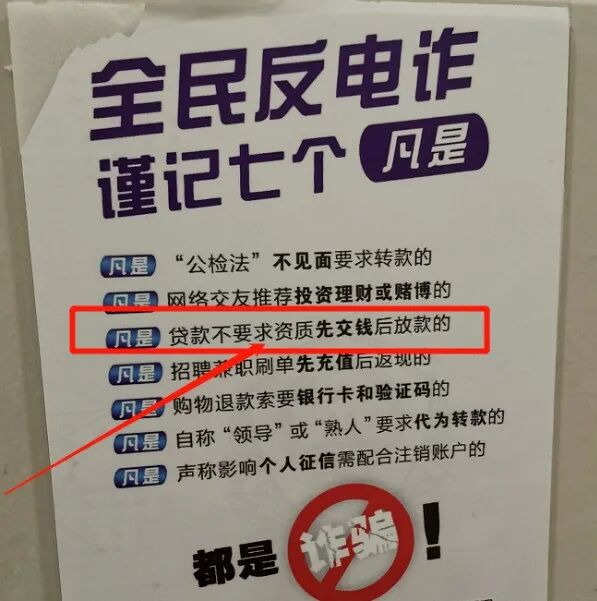 全民反电诈
谨记七个 凡是
凡是 “公检法”不见面要求转款的
凡是 网络交友推荐投资理财或赌博的
凡是 贷款不要求资质先交钱后放款的
凡是 招聘兼职刷单先充值后返现的
凡是 购物退款索要银行卡和验证码的
凡是 自称“领导”或“熟人”要求代为转款的
凡是 声称影响个人征信需配合注销账户的
都是 诈骗！